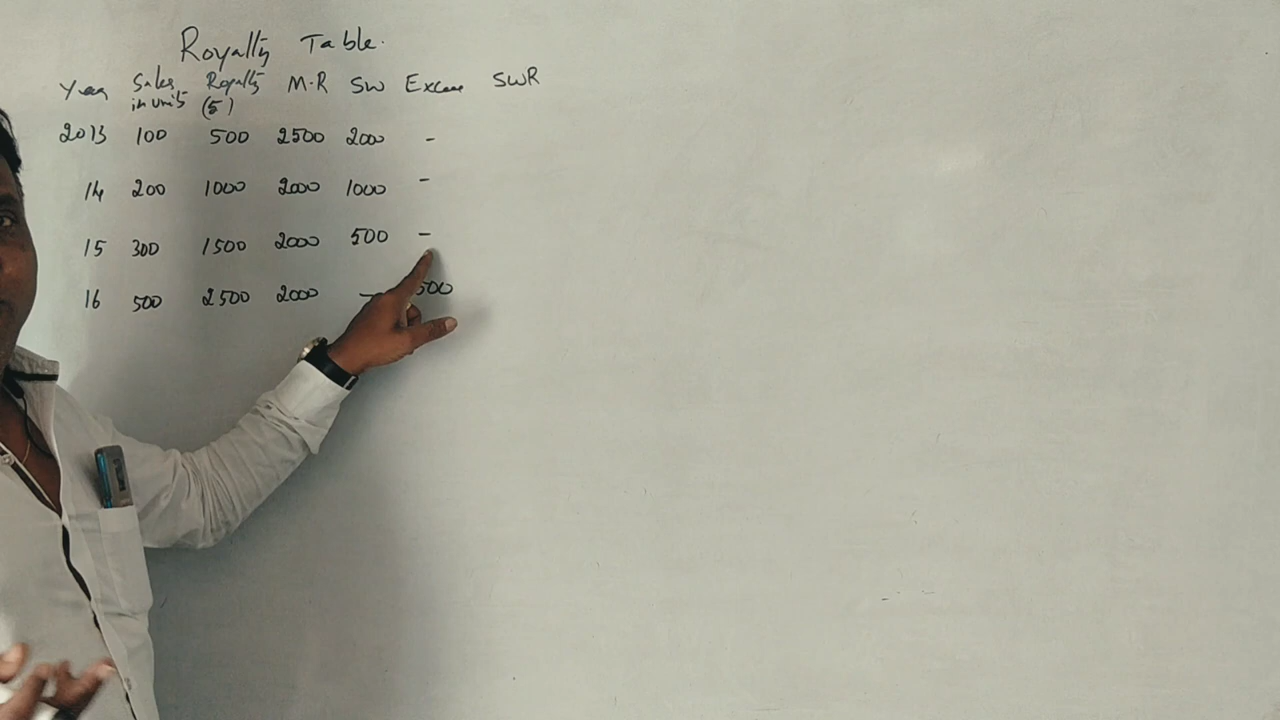 Royalty Table.
Year Sales in units Royalty (5) M.R SW Excess SWR
2013 100 500 2500 2000 -
14 200 1000 2000 1000 -
15 300 1500 2000 500 -
16 500 2500 2000 - 500